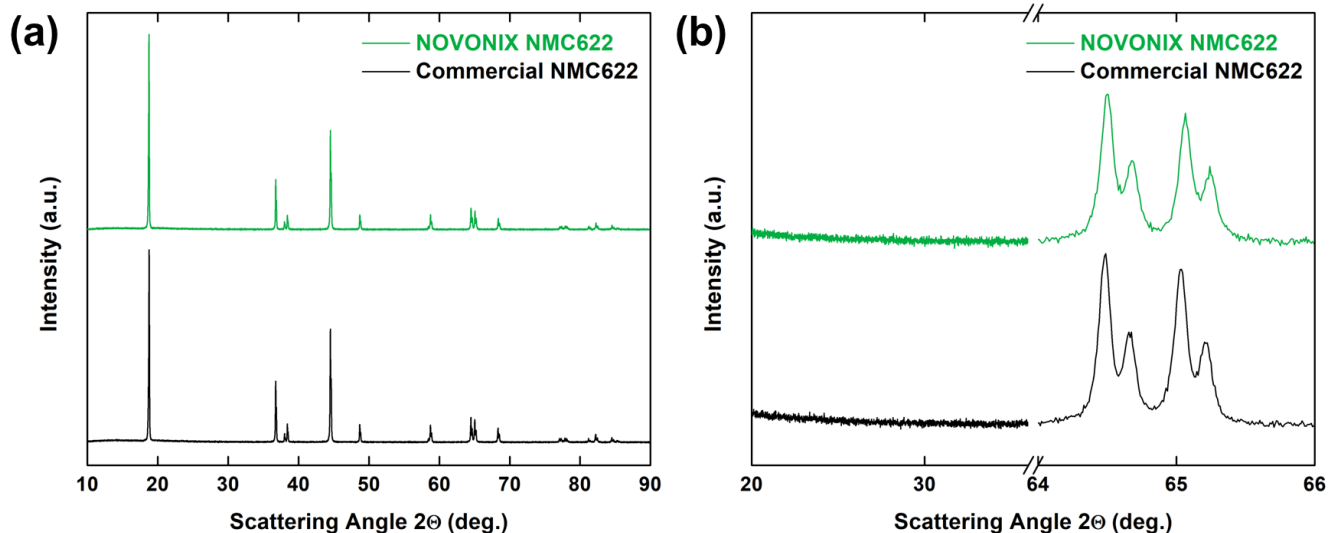 (a)
NOVONIX NMC622
Commercial NMC622
Intensity (a.u.)
10 20 30 40 50 60 70 80 90
Scattering Angle 2Θ (deg.)
(b)
NOVONIX NMC622
Commercial NMC622
Intensity (a.u.)
20 30 64 65 66
Scattering Angle 2Θ (deg.)